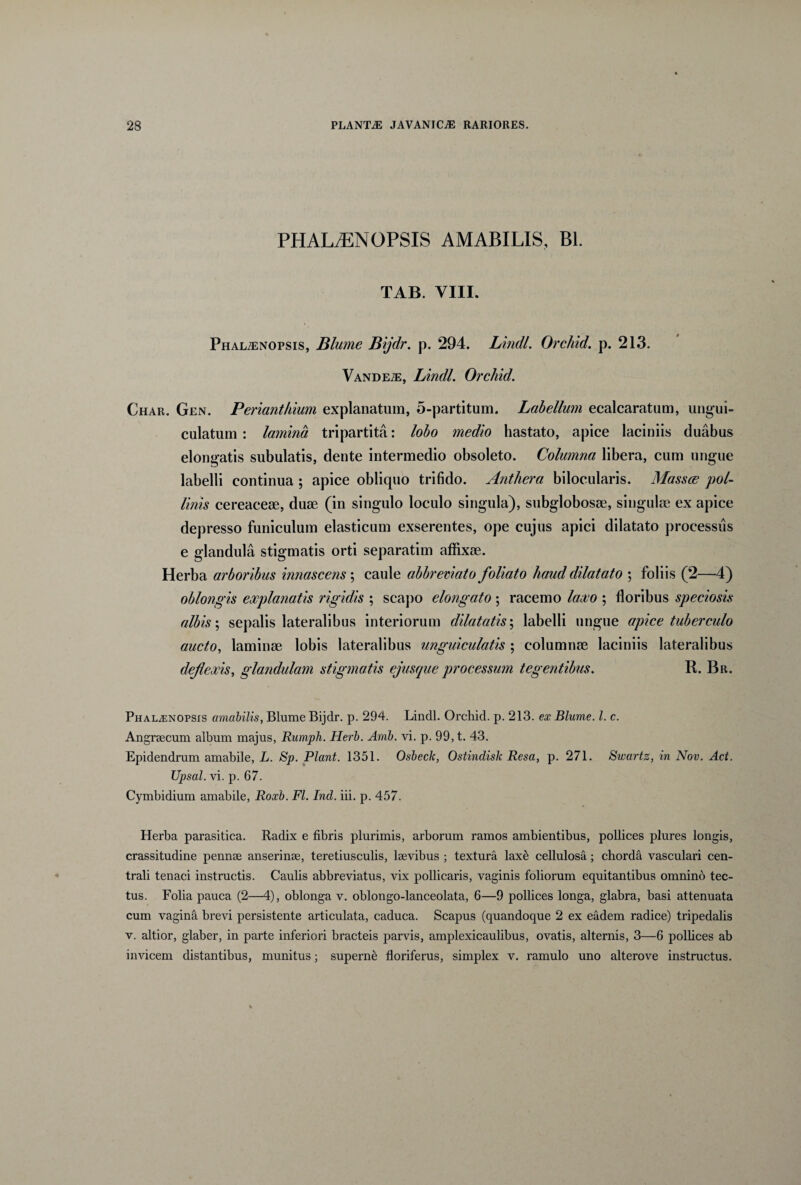 28 PLANTÆ JAVANICÆ RARIORES.
PHALÆNOPSIS AMABILIS, Bl.
TAB. VIII.
Phalænopsis, Blume Bijdr. p. 294. Lindl. Orchid. p. 213.
Vandeæ, Lindl. Orchid.
Char. Gen. Perianthium explanatum, 5-partitum. Labellum ecalcaratum, ungui-
culatum : laminâ tripartitâ: lobo medio hastato, apice laciniis duâbus
elongatis subulatis, dente intermedio obsoleto. Columna libera, cum ungue
labelli continua ; apice obliquo trifido. Anthera bilocularis. Massæ pol-
linis cereaceæ, duæ (in singulo loculo singula), subglobosæ, singulæ ex apice
depresso funiculum elasticum exserentes, ope cujus apici dilatato processûs
e glandulâ stigmatis orti separatim affixæ.
Herba arboribus innascens ; caule abbreviato foliato haud dilatato ; foliis (2—4)
oblongis explanatis rigidis ; scapo elongato ; racemo laxo ; floribus speciosis
albis ; sepalis lateralibus interiorum dilatatis ; labelli ungue apice tuberculo
aucto, laminæ lobis lateralibus unguiculatis ; columnæ laciniis lateralibus
deflexis, glandulam stigmatis ejusque processum tegentibus. R. Br.
Phalænopsis amabilis, Blume Bijdr. p. 294. Lindl. Orchid. p. 213. ex Blume. l. c.
Angræcum album majus, Rumph. Herb. Amb. vi. p. 99, t. 43.
Epidendrum amabile, L. Sp. Plant. 1351. Osbeck, Ostindisk Resa, p. 271. Swartz, in Nov. Act.
Upsal. vi. p. 67.
Cymbidium amabile, Roxb. Fl. Ind. iii. p. 457.
Herba parasitica. Radix e fibris plurimis, arborum ramos ambientibus, pollices plures longis,
crassitudine pennæ anserinæ, teretiusculis, lævibus ; texturâ laxè cellulosâ ; chordâ vasculari cen-
trali tenaci instructis. Caulis abbreviatus, vix pollicaris, vaginis foliorum equitantibus omninò tec-
tus. Folia pauca (2—4), oblonga v. oblongo-lanceolata, 6—9 pollices longa, glabra, basi attenuata
cum vaginâ brevi persistente articulata, caduca. Scapus (quandoque 2 ex eâdem radice) tripedalis
v. altior, glaber, in parte inferiori bracteis parvis, amplexicaulibus, ovatis, alternis, 3—6 pollices ab
invicem distantibus, munitus ; supernè floriferus, simplex v. ramulo uno alterove instructus.